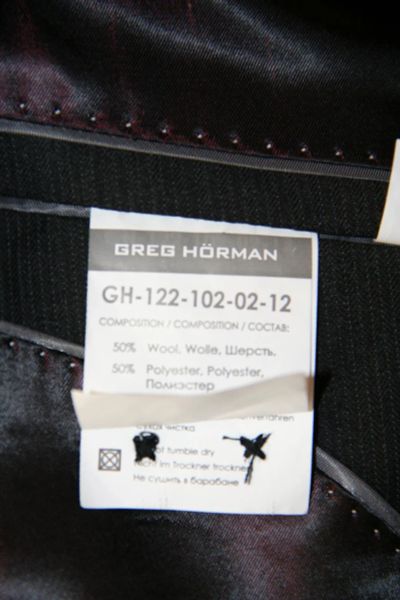 GREG HÖRMAN
GH-122-102-02-12
COMPOSITION / COMPOSITION / СОСТАВ:
50% Wool, Wolle, Шерсть,
50% Polyester, Polyester,
Полиэстер
Сухая чистка
tumble dry
Nicht im Trockner trocknen
Не сушить в барабане